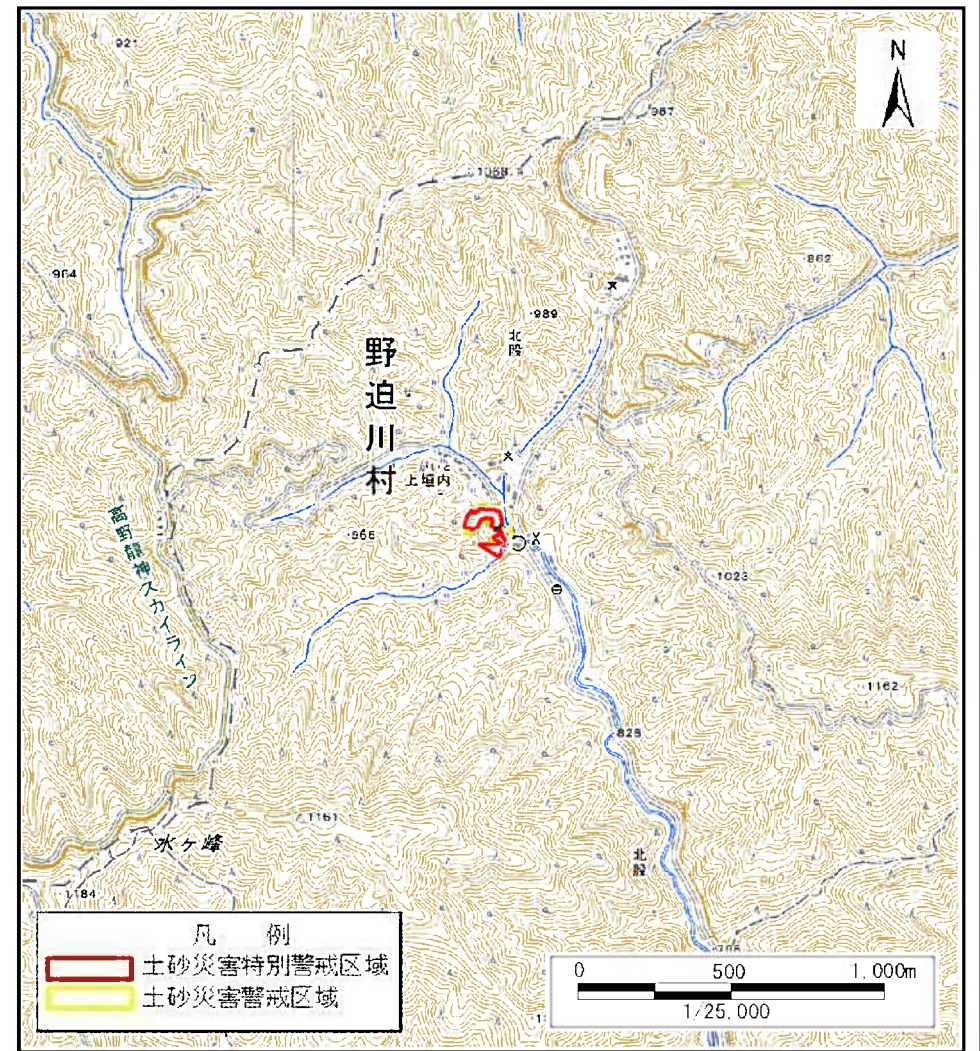 921
N
987
1068
862
964
989
北股
野迫川村
上垣内
966
高野龍神スカイライン
1023
1162
825
1161
水ヶ峰
北股
1184
凡 例
土砂災害特別警戒区域
土砂災害警戒区域
0 500 1,000m
1/25,000